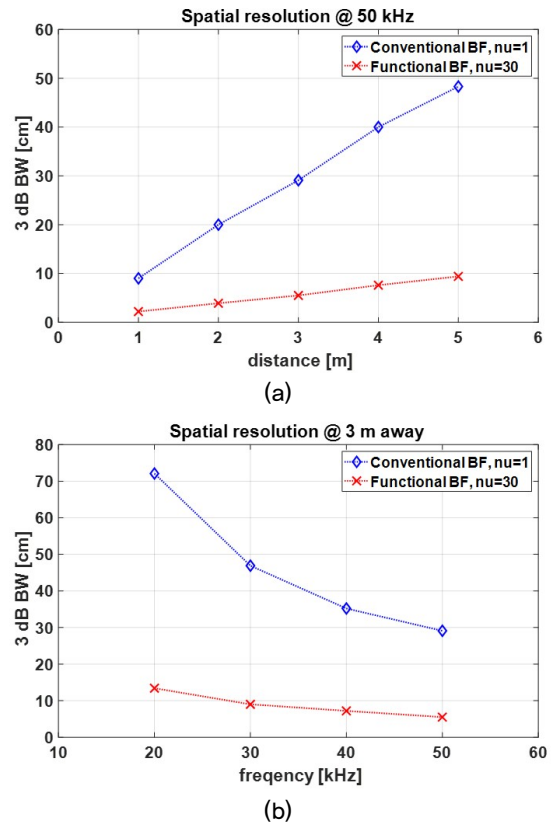 Spatial resolution @ 50 kHz
60
50
40
30
20
10
0
3 dB BW [cm]
Conventional BF, nu=1
Functional BF, nu=30
0 1 2 3 4 5 6
distance [m]
(a)
Spatial resolution @ 3 m away
80
70
60
50
40
30
20
10
0
3 dB BW [cm]
Conventional BF, nu=1
Functional BF, nu=30
10 20 30 40 50 60
freqency [kHz]
(b)